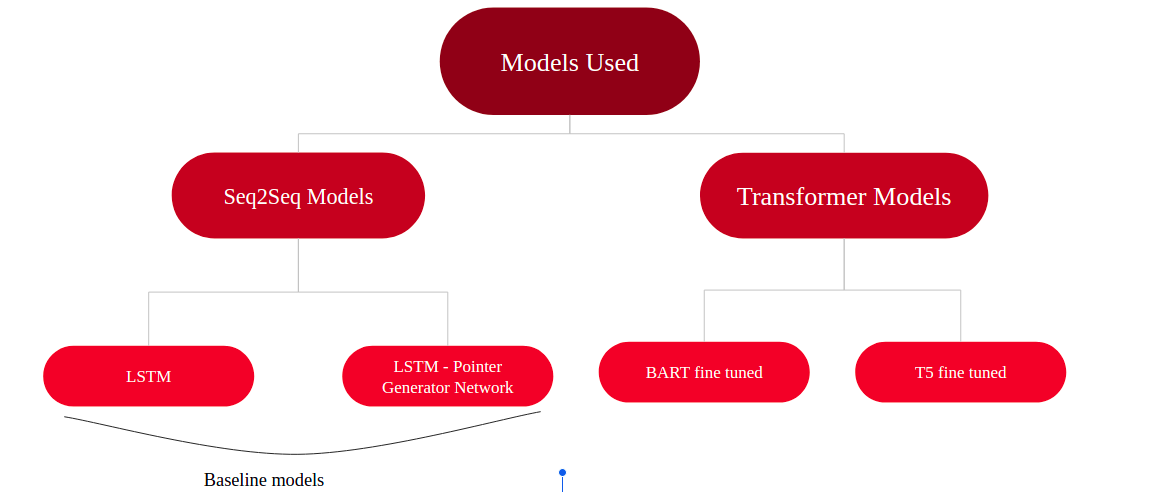 Models Used
Seq2Seq Models
Transformer Models
LSTM
LSTM - Pointer
Generator Network
BART fine tuned
T5 fine tuned
Baseline models